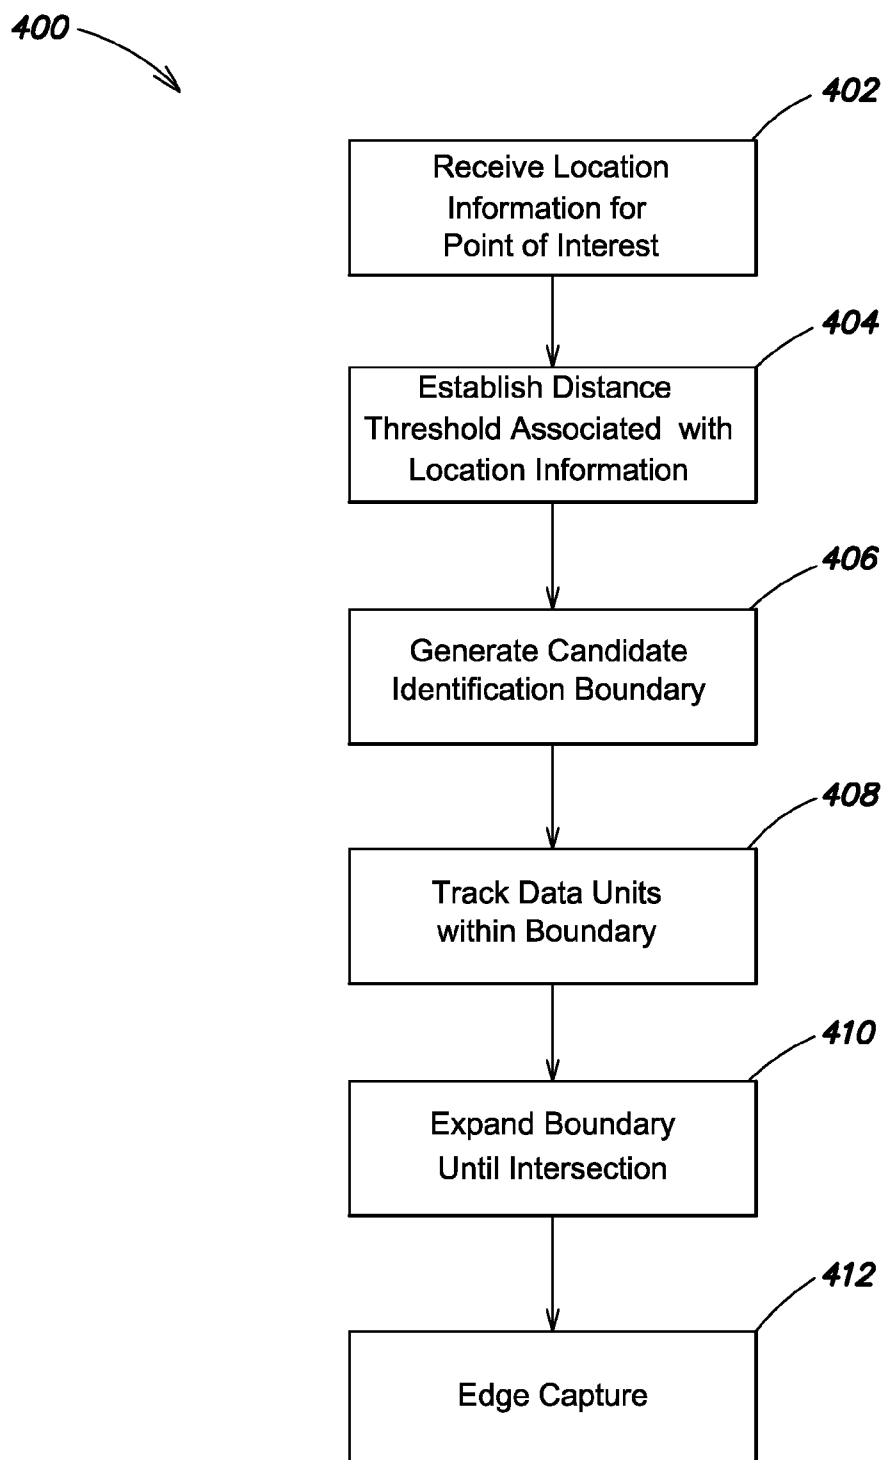 400
402
Receive Location
Information for
Point of Interest
404
Establish Distance
Threshold Associated with
Location Information
406
Generate Candidate
Identification Boundary
408
Track Data Units
within Boundary
410
Expand Boundary
Until Intersection
412
Edge Capture